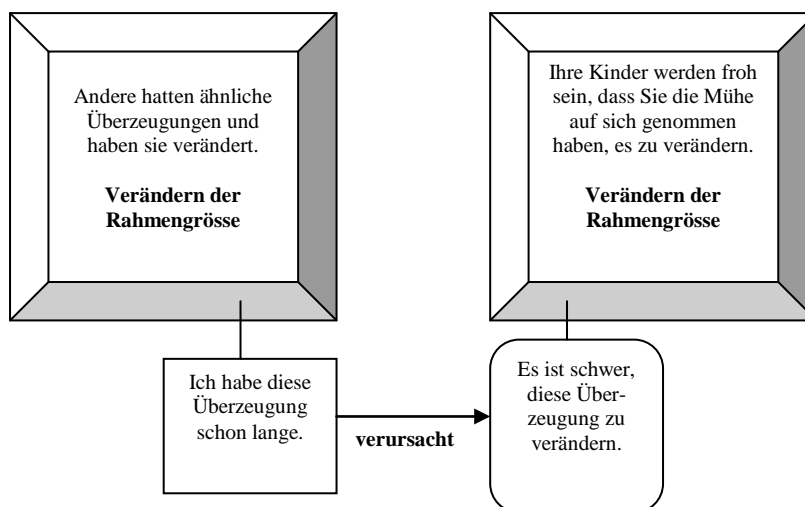 Andere hatten ähnliche
Überzeugungen und
haben sie verändert.
Verändern der
Rahmengrösse
Ihre Kinder werden froh
sein, dass Sie die Mühe
auf sich genommen
haben, es zu verändern.
Verändern der
Rahmengrösse
Ich habe diese
Überzeugung
schon lange.
verursacht
Es ist schwer,
diese Über-
zeugung zu
verändern.